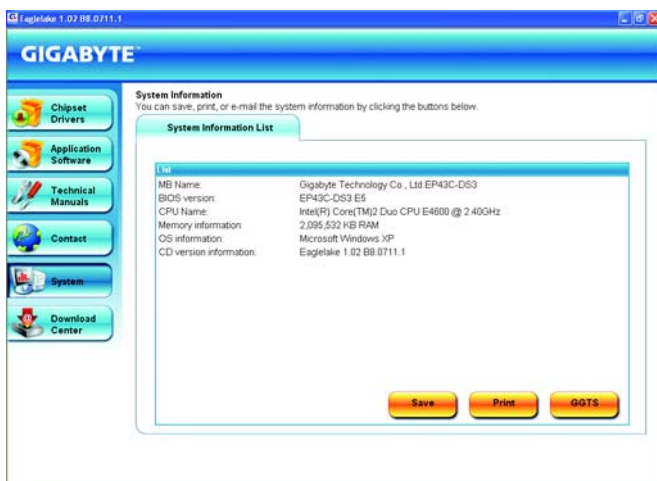 Eaglelake 1.02 B8.0711.1
GIGABYTE™
Chipset
Drivers
Application
Software
Technical
Manuals
Contact
System
Download
Center
System Information
You can save, print, or e-mail the system information by clicking the buttons below.
System Information List
List
MB Name: Gigabyte Technology Co., Ltd.EP43C-DS3
BIOS version: EP43C-DS3 E5
CPU Name: Intel(R) Core(TM)2 Duo CPU E4600 @ 2.40GHz
Memory information: 2,095,532 KB RAM
OS information: Microsoft Windows XP
CD version information: Eaglelake 1.02 B8.0711.1
Save Print GGTS